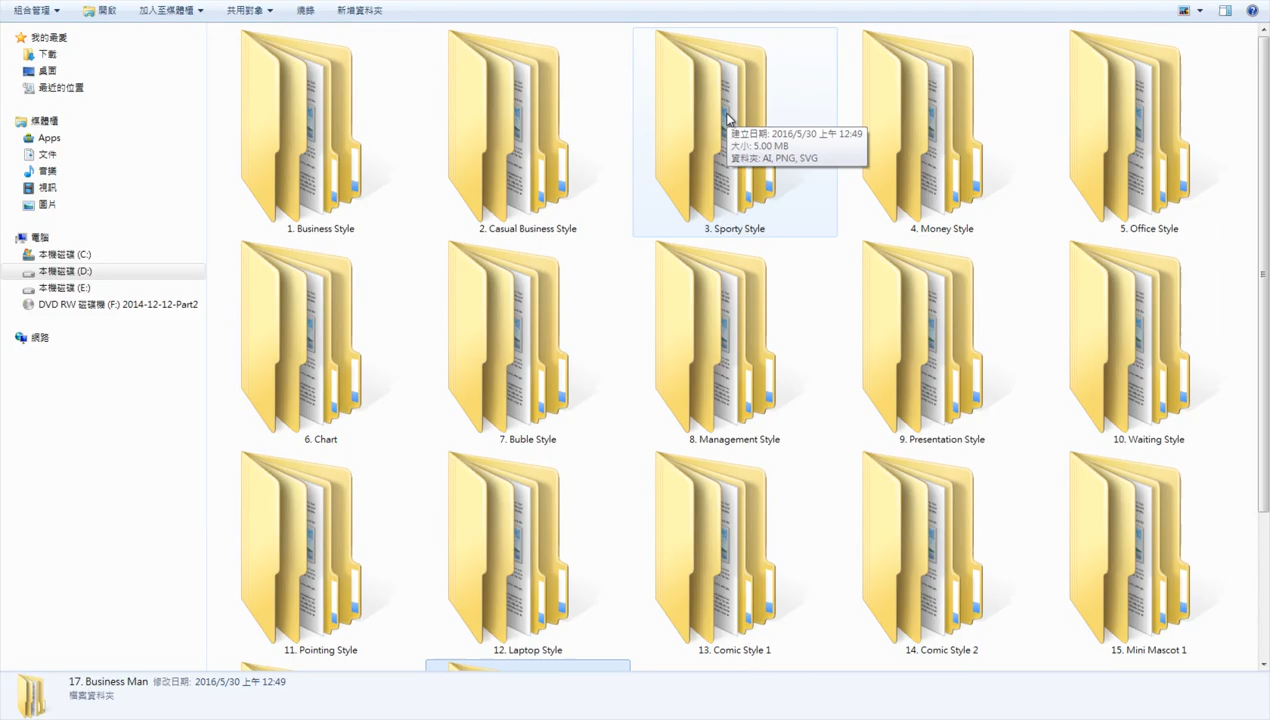 組合管理 開啟 加入至媒體櫃 共用對象 燒錄 新增資料夾
我的最愛
下載
桌面
最近的位置
媒體櫃
Apps
文件
音樂
視訊
圖片
電腦
本機磁碟 (C:)
本機磁碟 (D:)
本機磁碟 (E:)
DVD RW 磁碟機 (F:) 2014-12-12-Part2
網路
1. Business Style
2. Casual Business Style
3. Sporty Style
4. Money Style
5. Office Style
建立日期: 2016/5/30 上午 12:49
大小: 5.00 MB
資料夾: AI, PNG, SVG
6. Chart
7. Buble Style
8. Management Style
9. Presentation Style
10. Waiting Style
11. Pointing Style
12. Laptop Style
13. Comic Style 1
14. Comic Style 2
15. Mini Mascot 1
17. Business Man 修改日期: 2016/5/30 上午 12:49
檔案資料夾